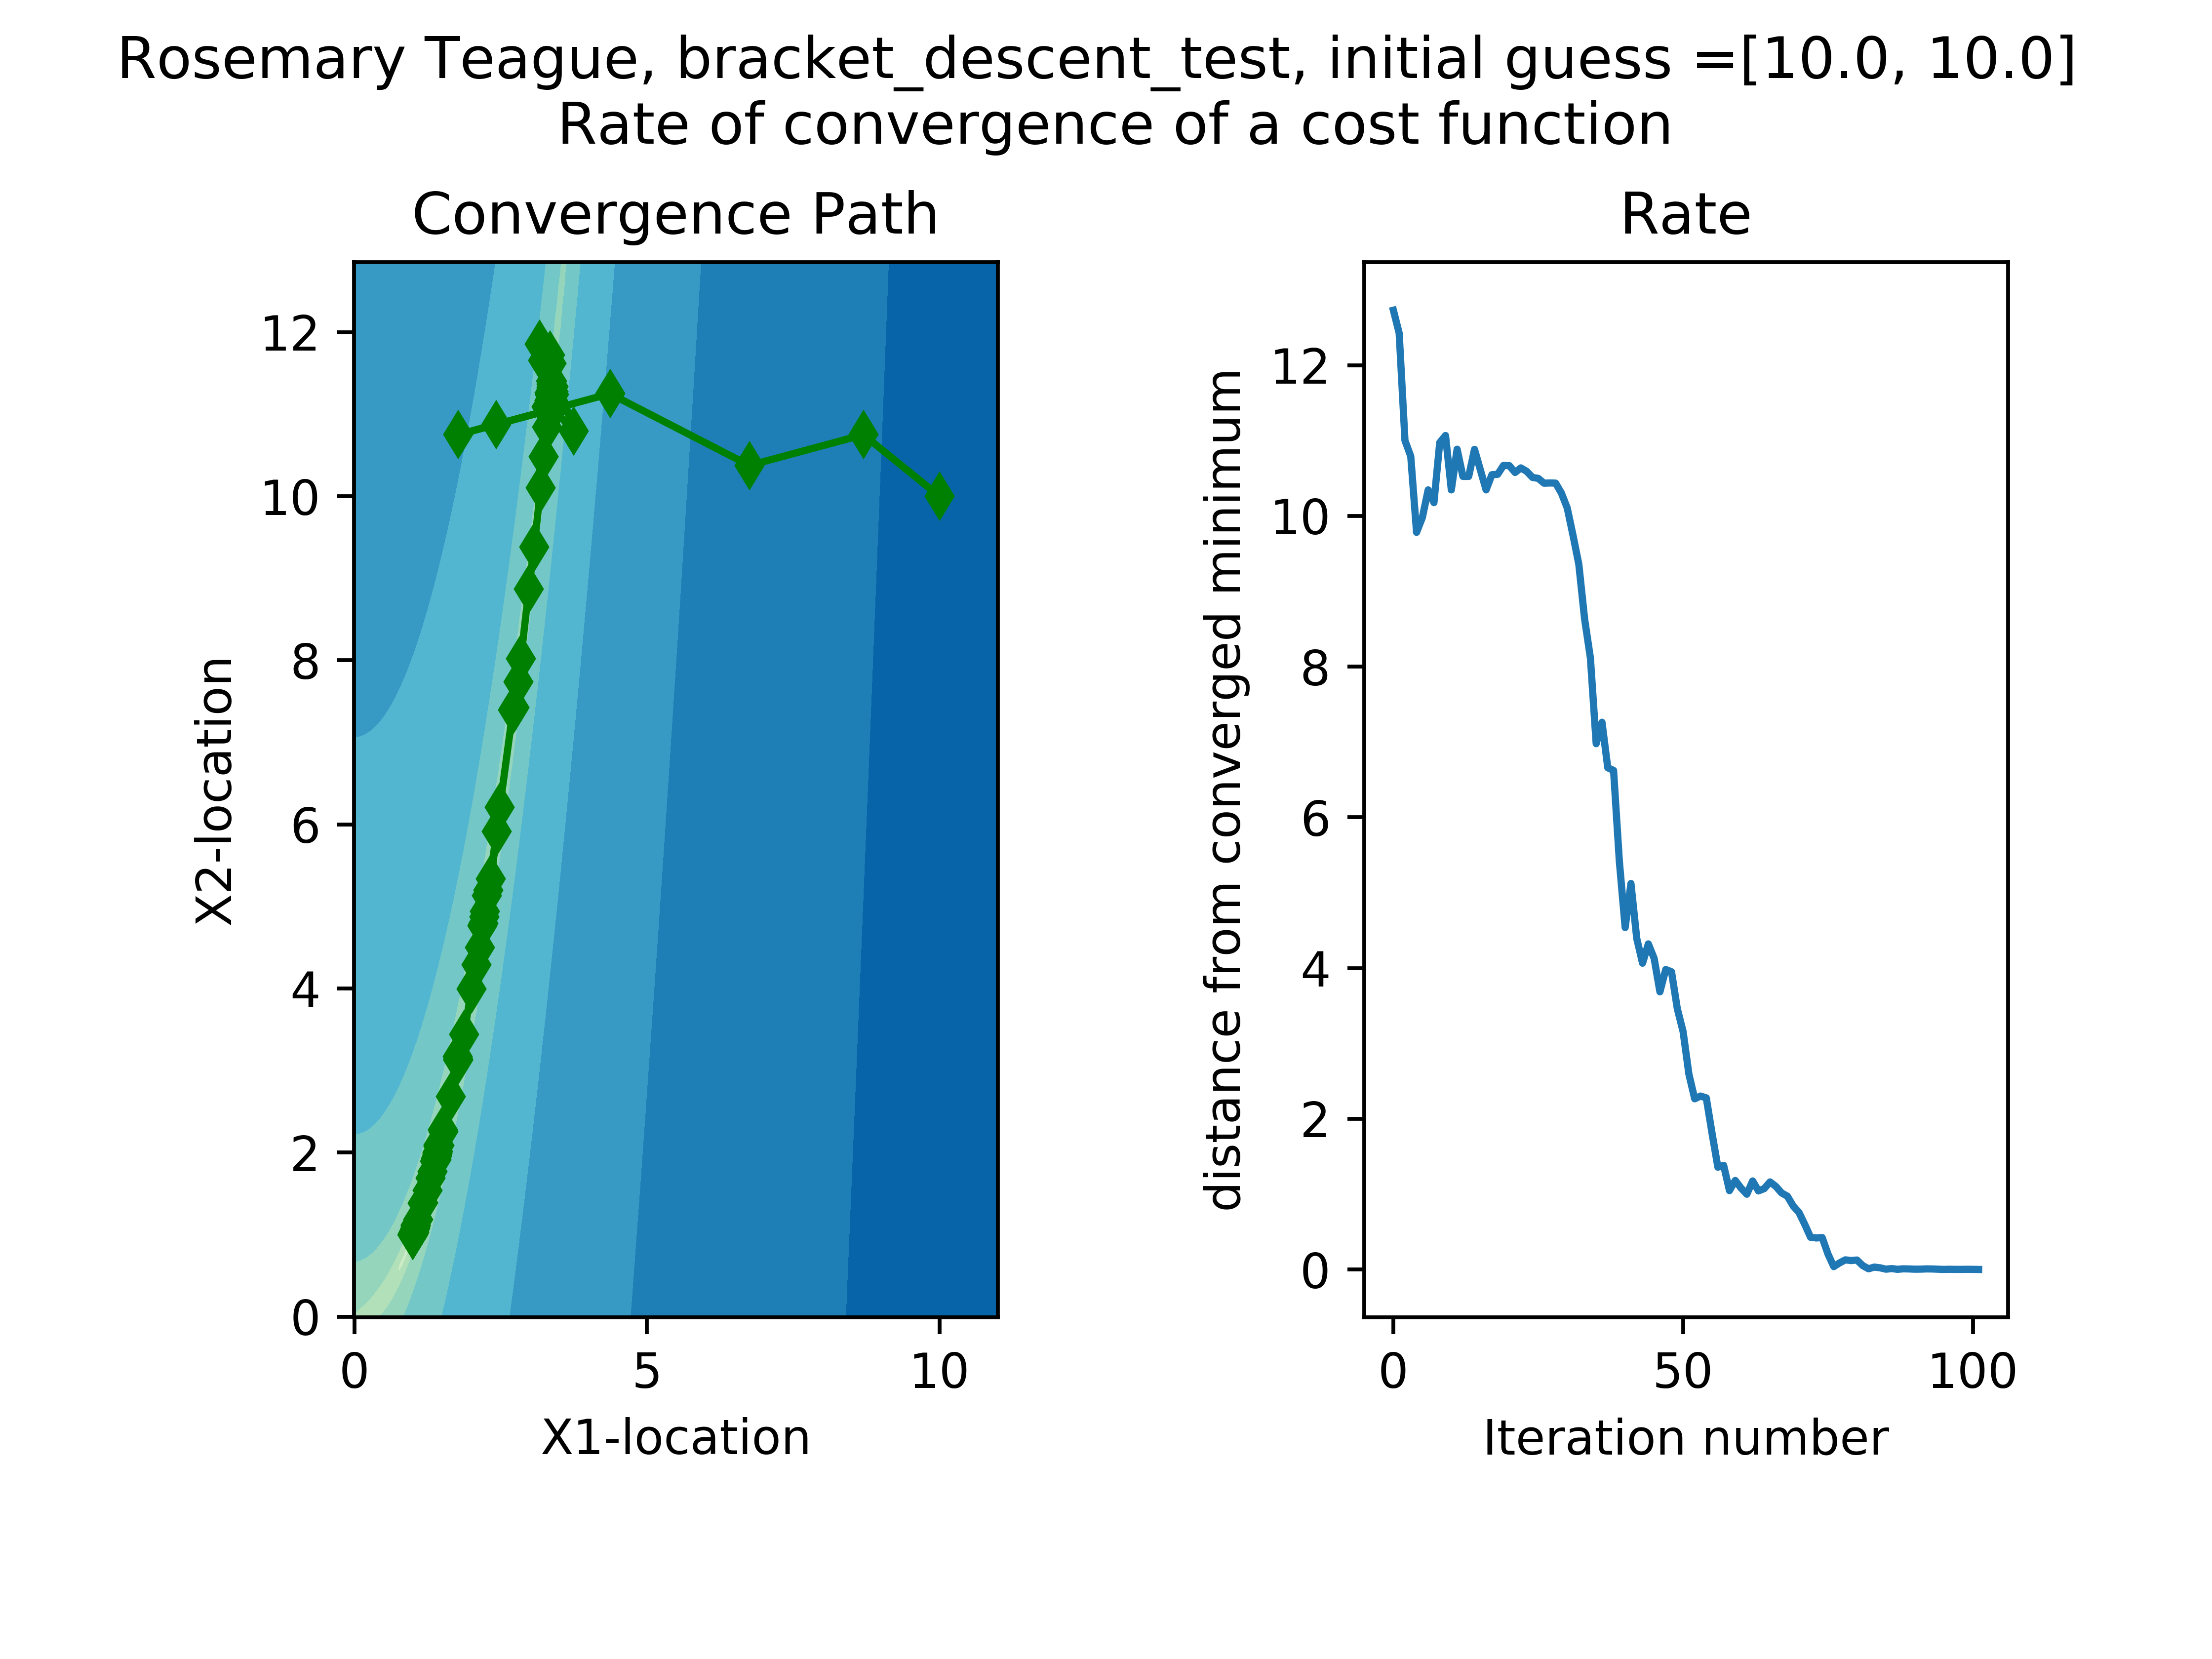 Rosemary Teague, bracket_descent_test, initial guess =[10.0, 10.0]
Rate of convergence of a cost function
Convergence Path
X2-location
12
10
8
6
4
2
0
0 5 10
X1-location
Rate
distance from converged minimum
12
10
8
6
4
2
0
0 50 100
Iteration number